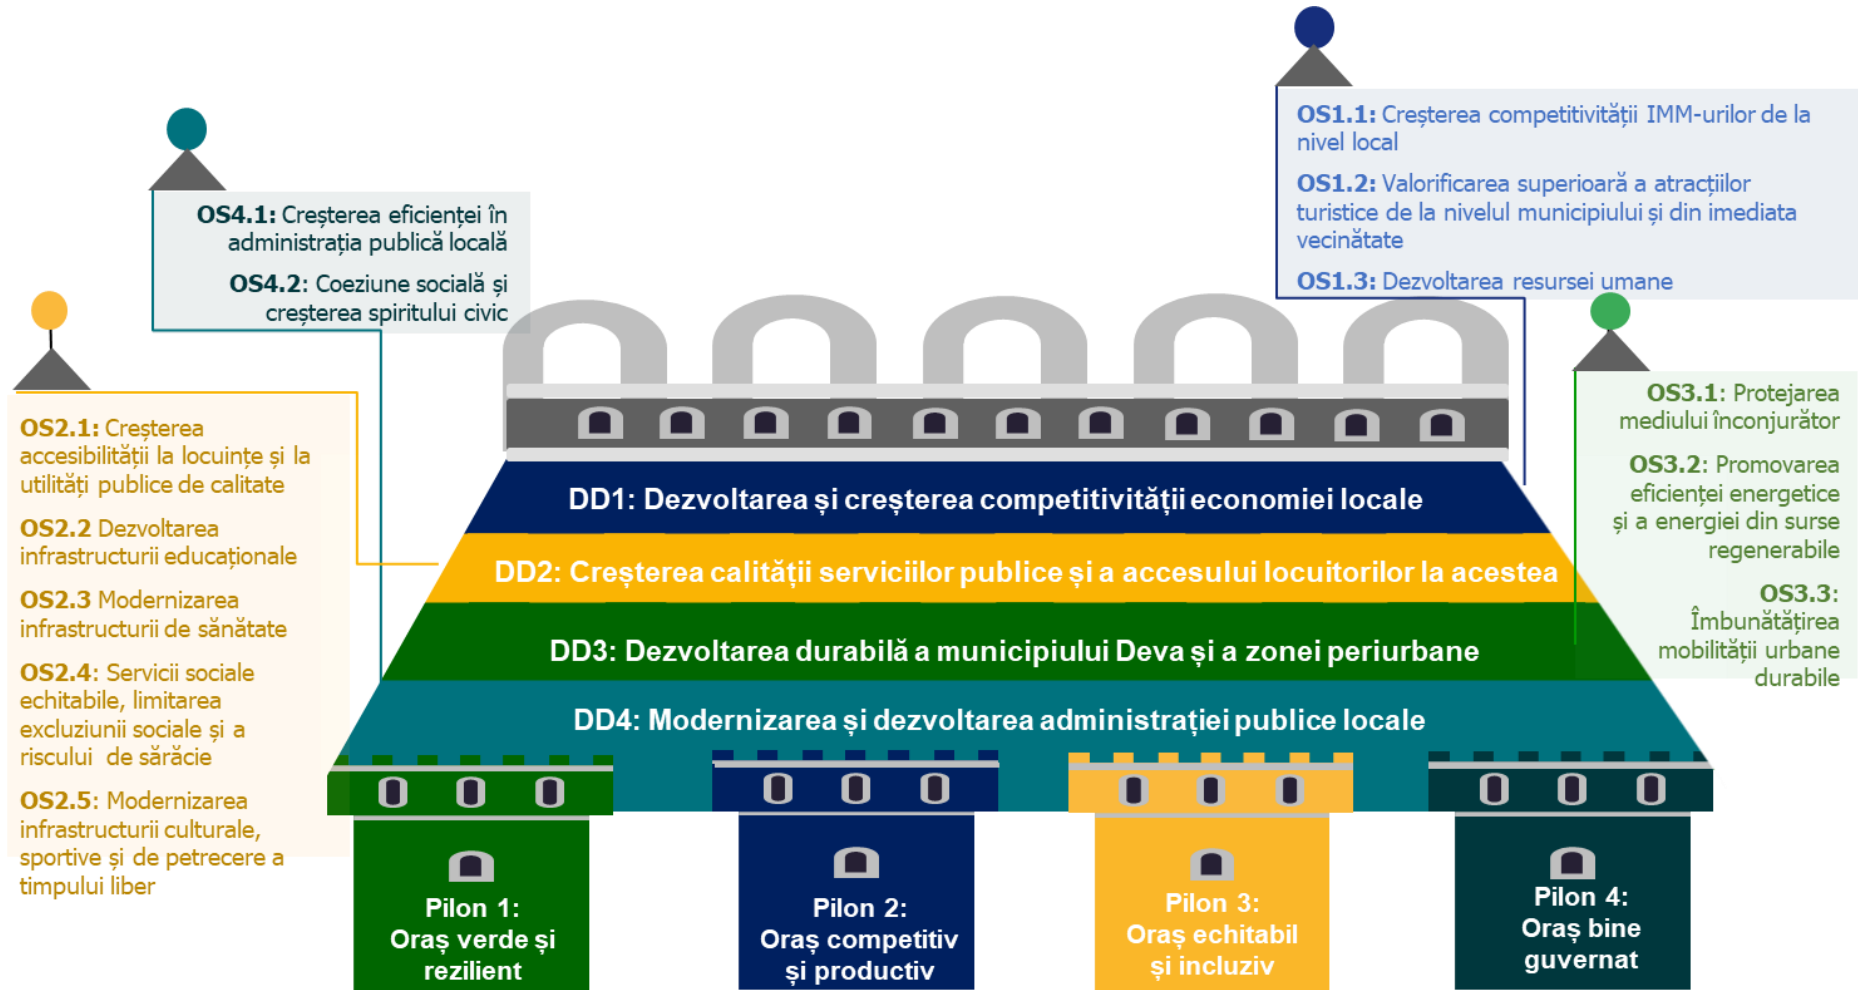 OS1.1: Creșterea competitivității IMM-urilor de la
nivel local
OS1.2: Valorificarea superioară a atracțiilor
turistice de la nivelul municipiului și din imediata
vecinătate
OS1.3: Dezvoltarea resursei umane
OS4.1: Creșterea eficienței în
administrația publică locală
OS4.2: Coeziune socială și
creșterea spiritului civic
OS2.1: Creșterea
accesibilității la locuințe și la
utilități publice de calitate
OS2.2 Dezvoltarea
infrastructurii educaționale
OS2.3 Modernizarea
infrastructurii de sănătate
OS2.4: Servicii sociale
echitabile, limitarea
excluziunii sociale și a
riscului de sărăcie
OS2.5: Modernizarea
infrastructurii culturale,
sportive și de petrecere a
timpului liber
OS3.1: Protejarea
mediului înconjurător
OS3.2: Promovarea
eficienței energetice
și a energiei din surse
regenerabile
OS3.3:
Îmbunătățirea
mobilității urbane
durabile
DD1: Dezvoltarea și creșterea competitivității economiei locale
DD2: Creșterea calității serviciilor publice și a accesului locuitorilor la acestea
DD3: Dezvoltarea durabilă a municipiului Deva și a zonei periurbane
DD4: Modernizarea și dezvoltarea administrației publice locale
Pilon 1:
Oraș verde și
rezilient
Pilon 2:
Oraș competitiv
și productiv
Pilon 3:
Oraș echitabil
și incluziv
Pilon 4:
Oraș bine
guvernat